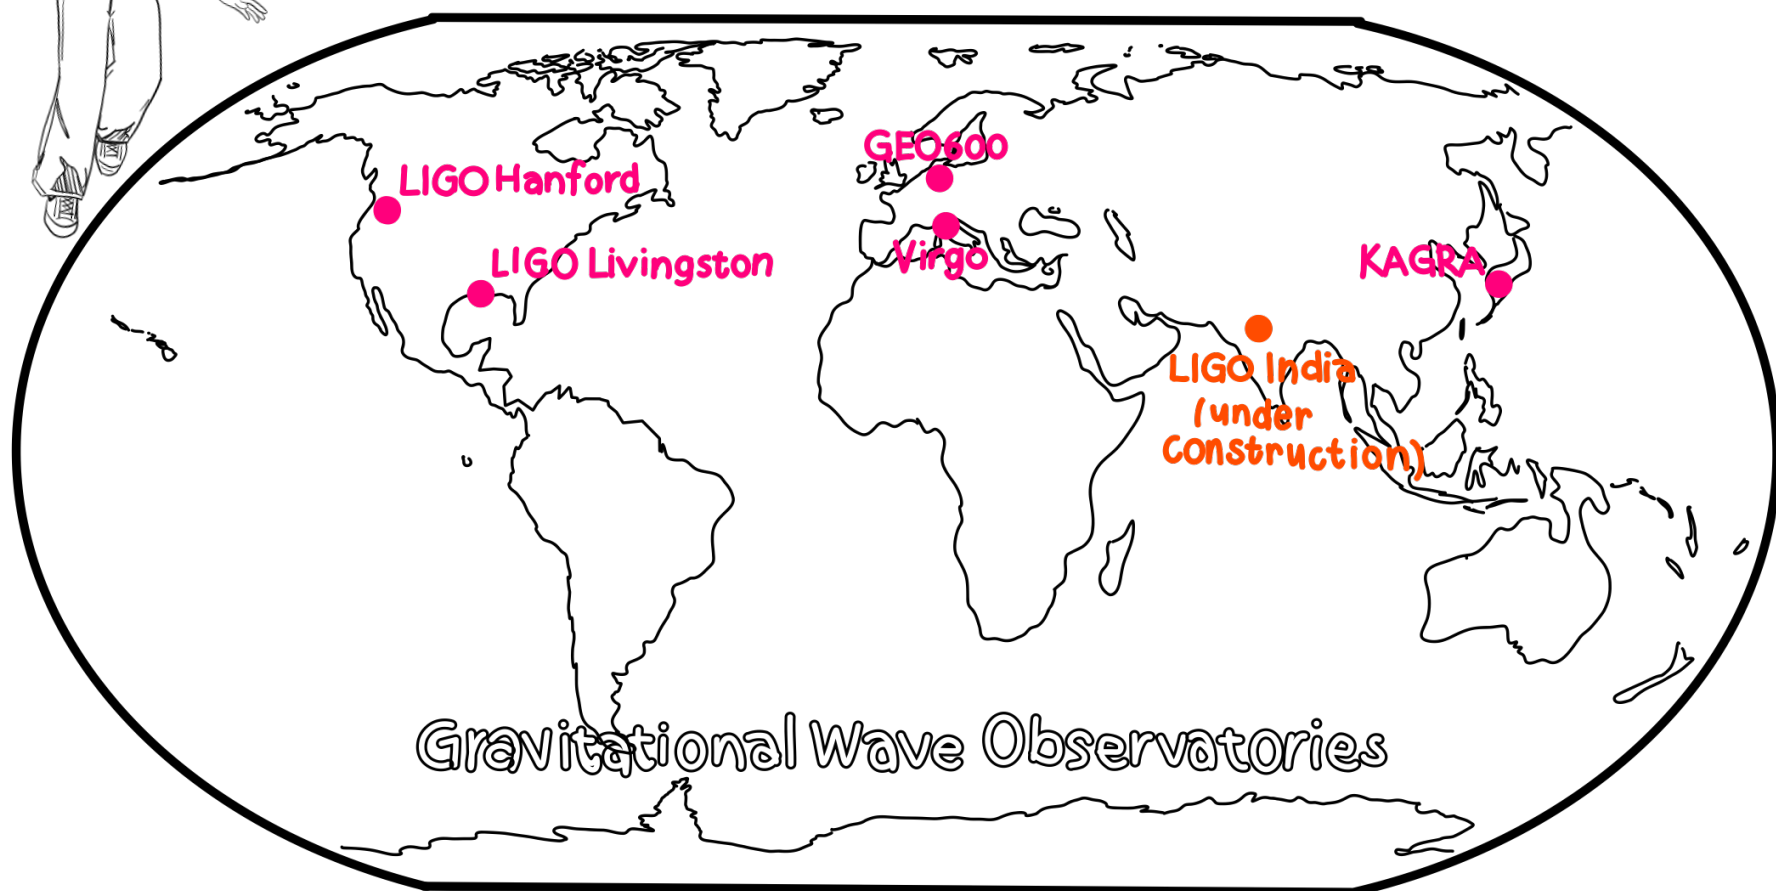 GEO600
LIGO Hanford
LIGO Livingston
Virgo
KAGRA
LIGO India
(under
construction)
Gravitational Wave Observatories